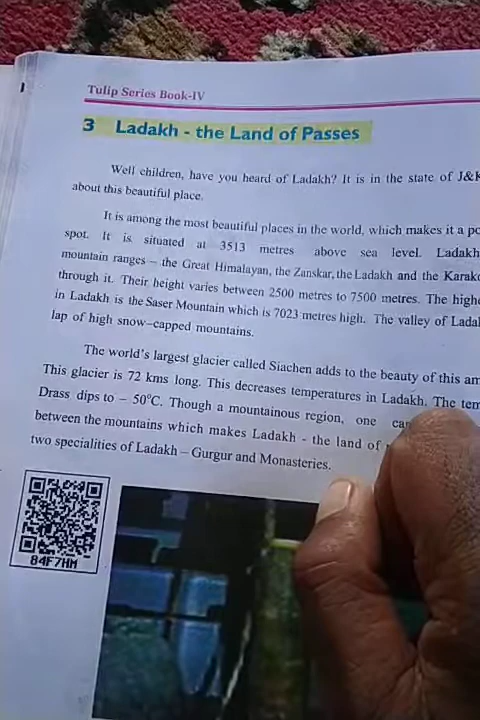 Tulip Series Book-IV
3 Ladakh - the Land of Passes
Well children, have you heard of Ladakh? It is in the state of J&K
about this beautiful place.
It is among the most beautiful places in the world, which makes it a
spot. It is situated at 3513 metres above sea level. Ladakh
mountain ranges – the Great Himalayan, the Zanskar, the Ladakh and the
through it. Their height varies between 2500 metres to 7500 metres. The
in Ladakh is the Saser Mountain which is 7023 metres high. The valley of
lap of high snow–capped mountains.
The world's largest glacier called Siachen adds to the beauty of this
This glacier is 72 kms long. This decreases temperatures in Ladakh. The
Drass dips to – 50°C. Though a mountainous region, one
between the mountains which makes Ladakh - the land of
two specialities of Ladakh – Gurgur and Monasteries.
84F7HM